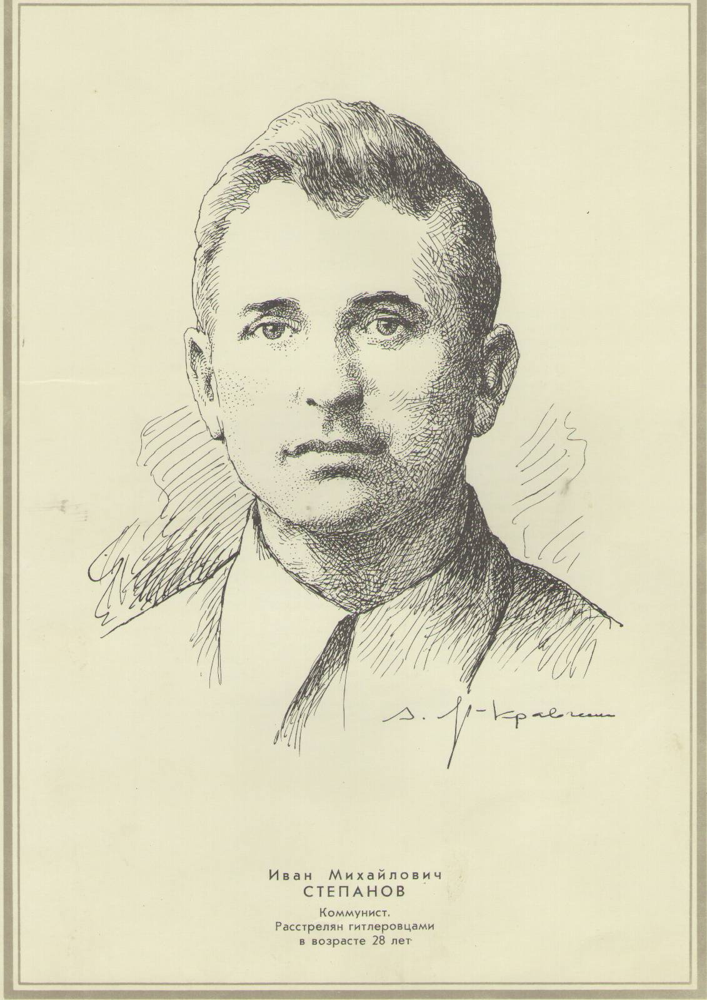 Иван Михайлович
СТЕПАНОВ
Коммунист.
Расстрелян гитлеровцами
в возрасте 28 лет